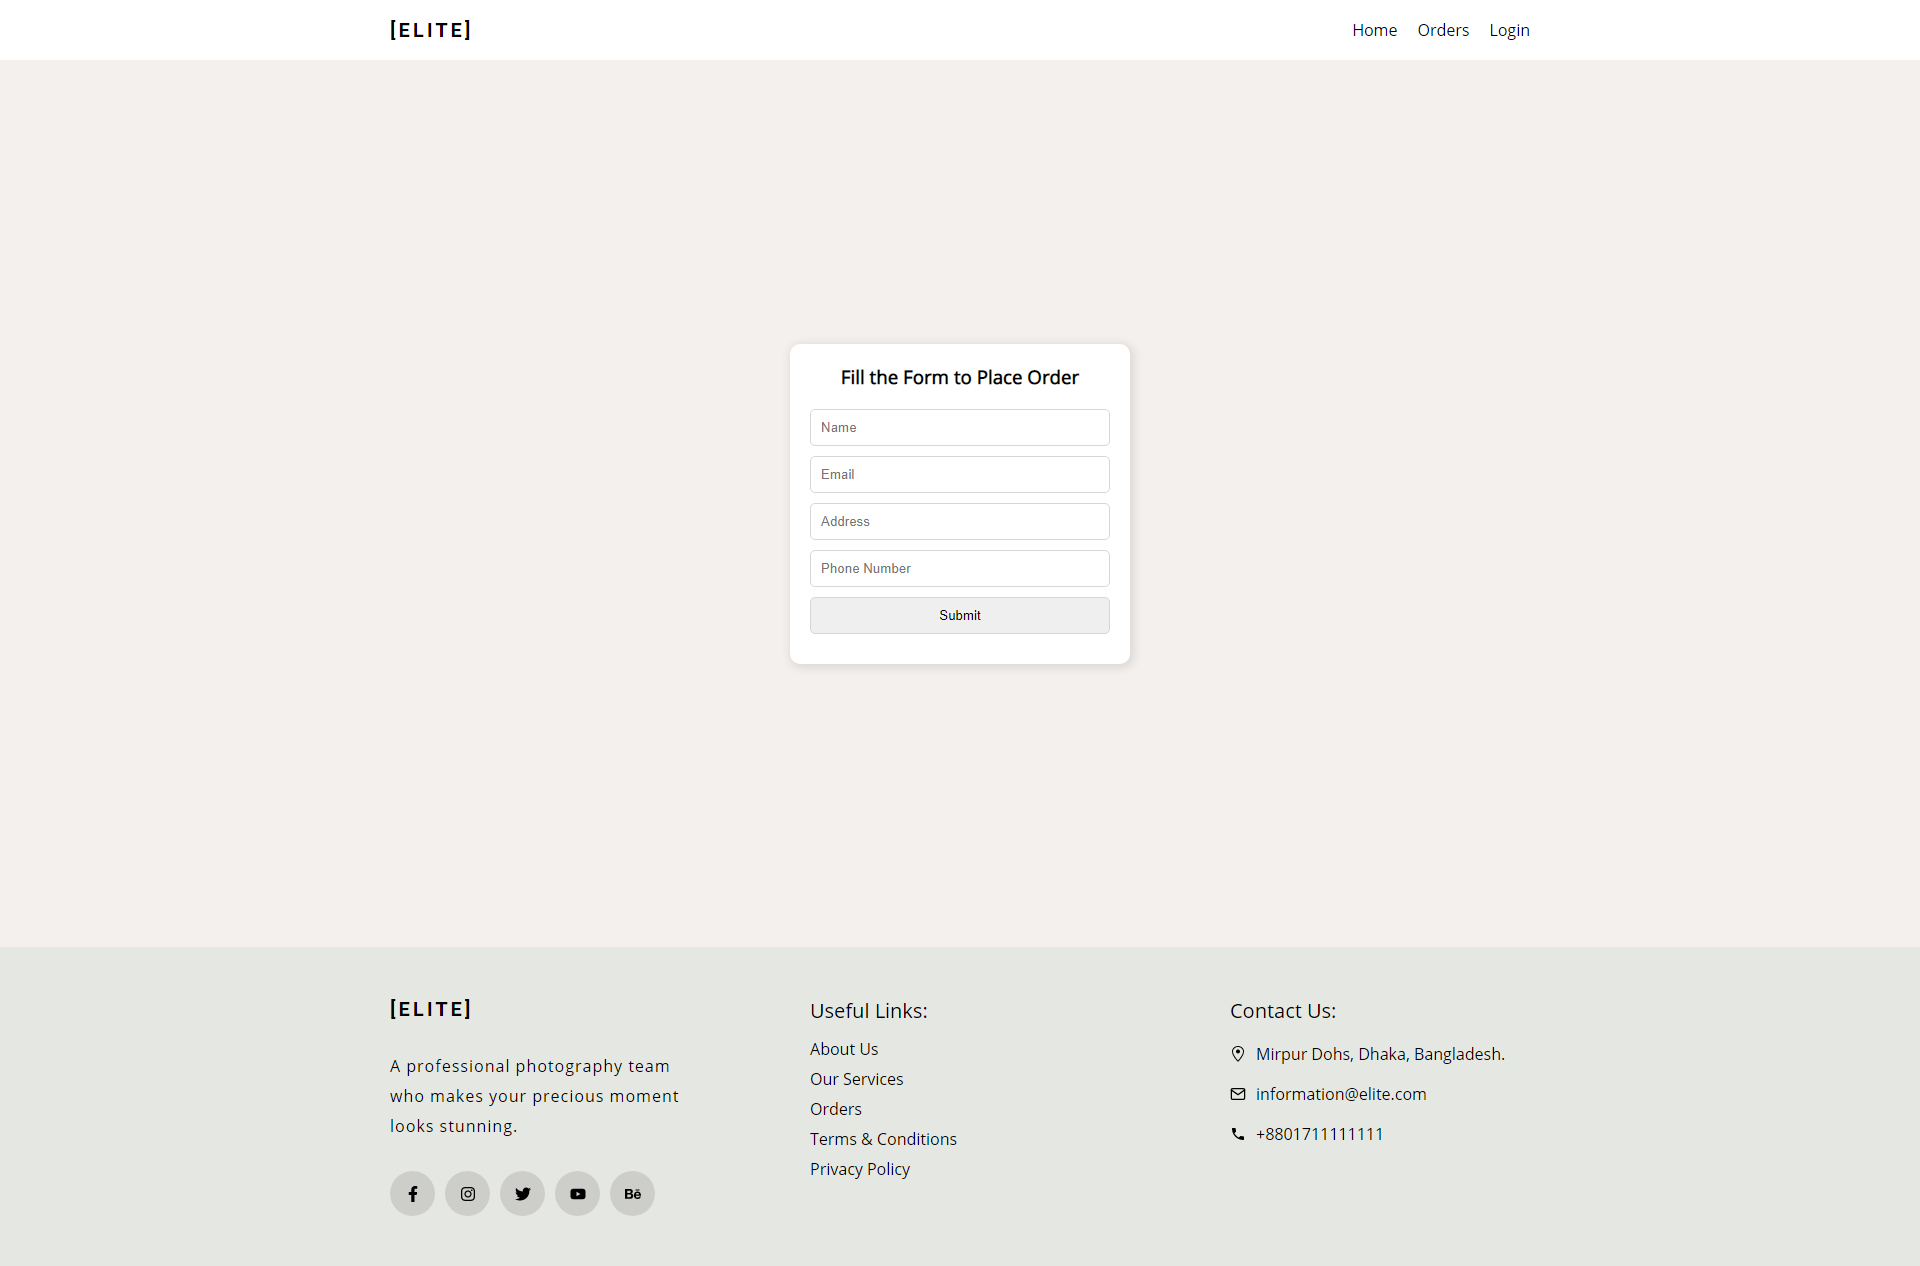 [ELITE]
Home Orders Login
Fill the Form to Place Order
Name
Email
Address
Phone Number
Submit
[ELITE]
A professional photography team
who makes your precious moment
looks stunning.
Bē
Useful Links:
About Us
Our Services
Orders
Terms & Conditions
Privacy Policy
Contact Us:
Mirpur Dohs, Dhaka, Bangladesh.
information@elite.com
+8801711111111